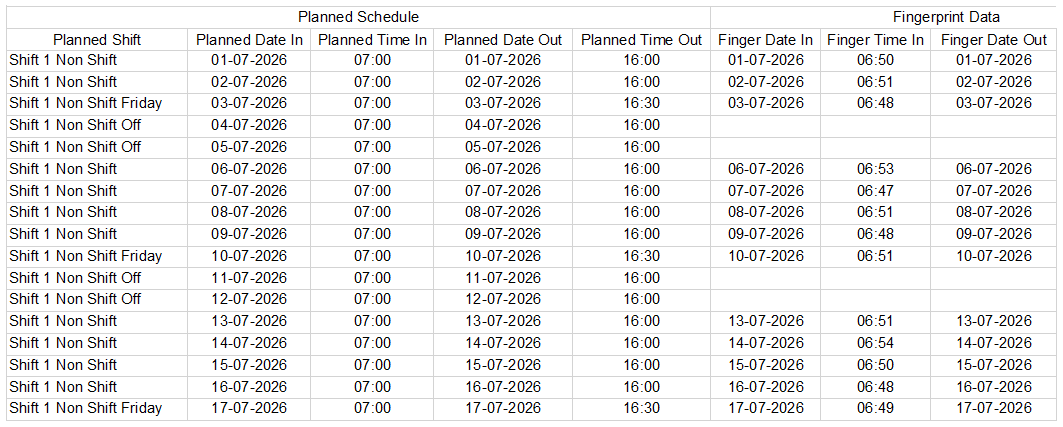 Planned Schedule Fingerprint Data
Planned Shift Planned Date In Planned Time In Planned Date Out Planned Time Out Finger Date In Finger Time In Finger Date Out
Shift 1 Non Shift 01-07-2026 07:00 01-07-2026 16:00 01-07-2026 06:50 01-07-2026
Shift 1 Non Shift 02-07-2026 07:00 02-07-2026 16:00 02-07-2026 06:51 02-07-2026
Shift 1 Non Shift Friday 03-07-2026 07:00 03-07-2026 16:30 03-07-2026 06:48 03-07-2026
Shift 1 Non Shift Off 04-07-2026 07:00 04-07-2026 16:00
Shift 1 Non Shift Off 05-07-2026 07:00 05-07-2026 16:00
Shift 1 Non Shift 06-07-2026 07:00 06-07-2026 16:00 06-07-2026 06:53 06-07-2026
Shift 1 Non Shift 07-07-2026 07:00 07-07-2026 16:00 07-07-2026 06:47 07-07-2026
Shift 1 Non Shift 08-07-2026 07:00 08-07-2026 16:00 08-07-2026 06:51 08-07-2026
Shift 1 Non Shift 09-07-2026 07:00 09-07-2026 16:00 09-07-2026 06:48 09-07-2026
Shift 1 Non Shift Friday 10-07-2026 07:00 10-07-2026 16:30 10-07-2026 06:51 10-07-2026
Shift 1 Non Shift Off 11-07-2026 07:00 11-07-2026 16:00
Shift 1 Non Shift Off 12-07-2026 07:00 12-07-2026 16:00
Shift 1 Non Shift 13-07-2026 07:00 13-07-2026 16:00 13-07-2026 06:51 13-07-2026
Shift 1 Non Shift 14-07-2026 07:00 14-07-2026 16:00 14-07-2026 06:54 14-07-2026
Shift 1 Non Shift 15-07-2026 07:00 15-07-2026 16:00 15-07-2026 06:50 15-07-2026
Shift 1 Non Shift 16-07-2026 07:00 16-07-2026 16:00 16-07-2026 06:48 16-07-2026
Shift 1 Non Shift Friday 17-07-2026 07:00 17-07-2026 16:30 17-07-2026 06:49 17-07-2026